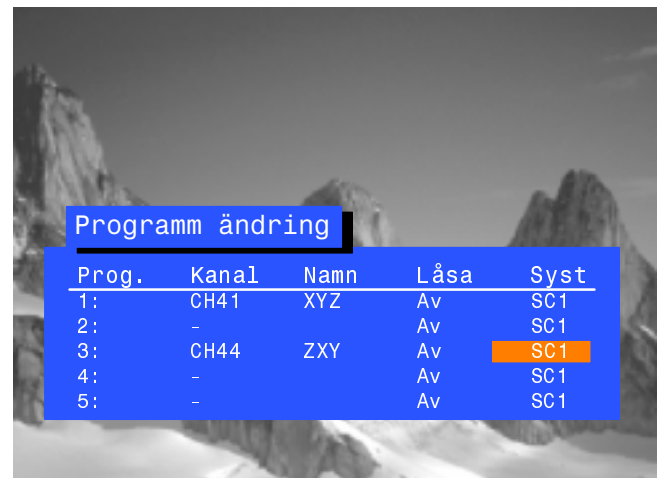 Programm ändring
Prog. Kanal Namn Låsa Syst
1: CH41 XYZ Av SC1
2: - Av SC1
3: CH44 ZXY Av SC1
4: - Av SC1
5: - Av SC1